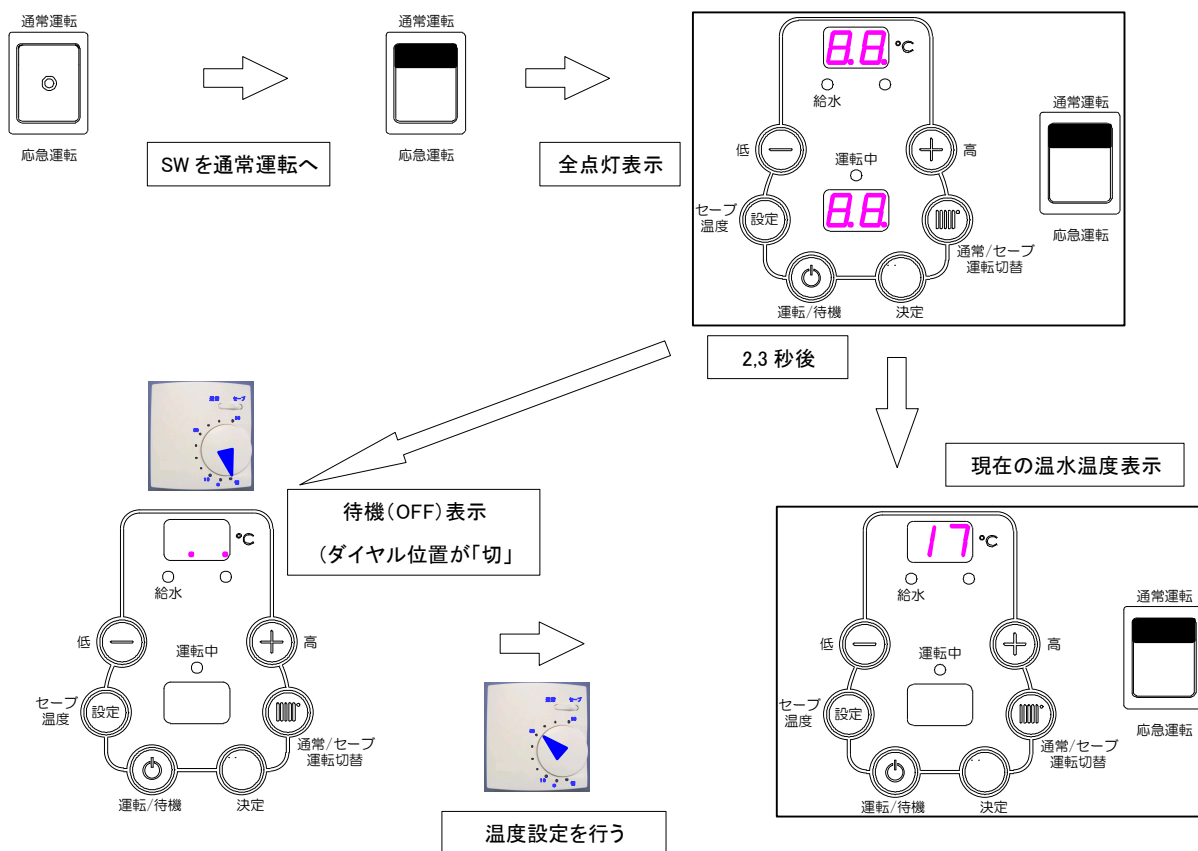 通常運転
応急運転
SWを通常運転へ
通常運転
応急運転
全点灯表示
8.8. ℃
給水
低
高
運転中
8.8.
セーブ
温度
設定
通常/セーブ
運転切替
運転/待機
決定
通常運転
応急運転
2,3 秒後
待機(OFF)表示
(ダイヤル位置が「切」
. . ℃
給水
低
高
運転中
セーブ
温度
設定
通常/セーブ
運転切替
運転/待機
決定
温度設定を行う
現在の温水温度表示
17 ℃
給水
低
高
運転中
セーブ
温度
設定
通常/セーブ
運転切替
運転/待機
決定
通常運転
応急運転